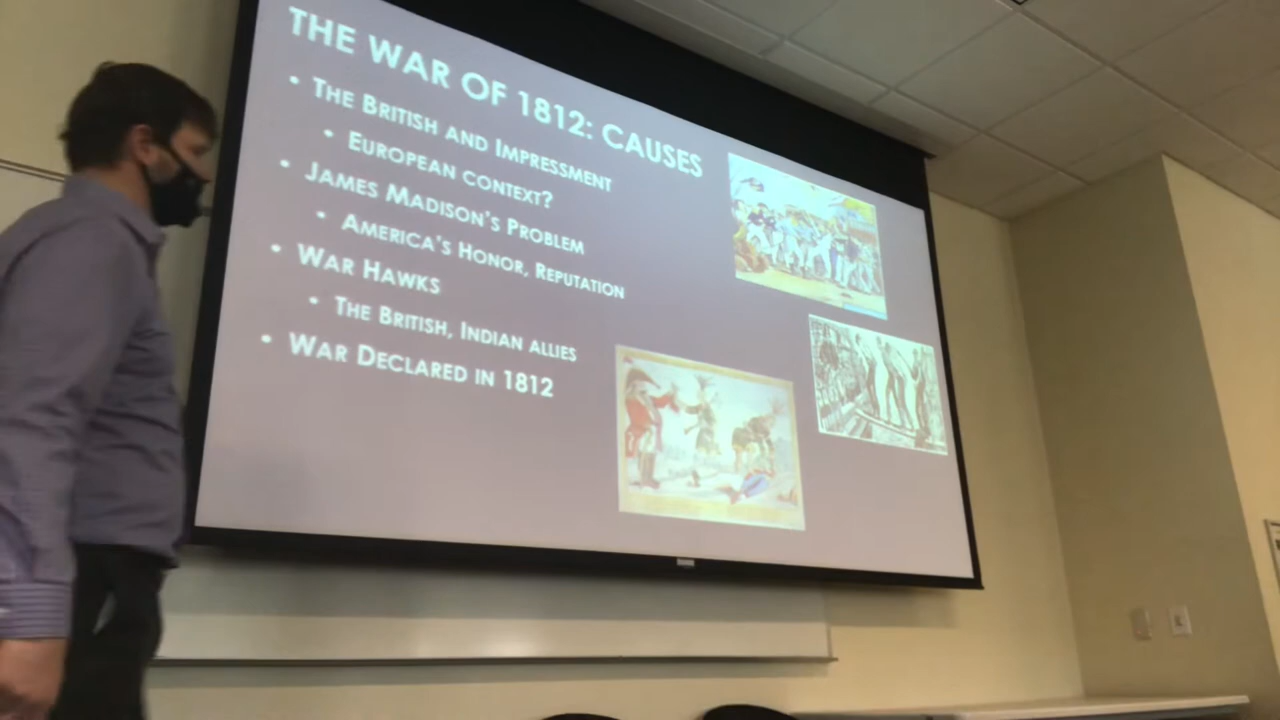 THE WAR OF 1812: CAUSES
• THE BRITISH AND IMPRESSMENT
• EUROPEAN CONTEXT?
• JAMES MADISON'S PROBLEM
• AMERICA'S HONOR, REPUTATION
• WAR HAWKS
• THE BRITISH, INDIAN ALLIES
• WAR DECLARED IN 1812